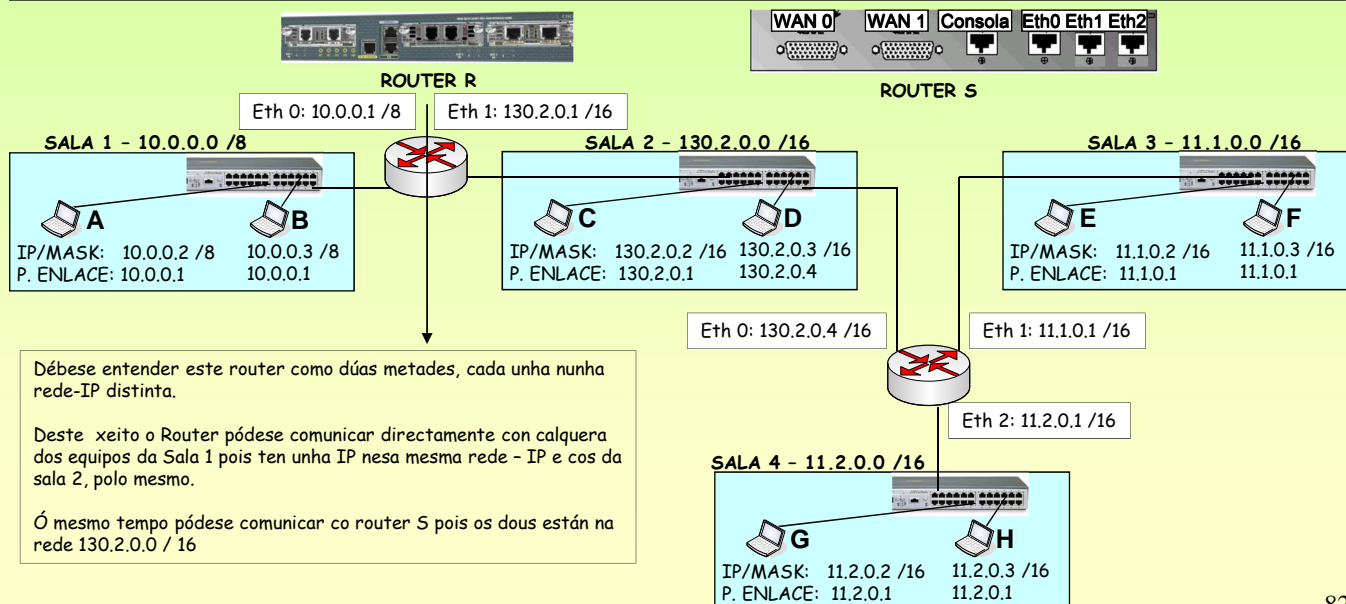 WAN 0 WAN 1 Consola Eth0 Eth1 Eth2
ROUTER R
ROUTER S
Eth 0: 10.0.0.1 /8
Eth 1: 130.2.0.1 /16
SALA 1 – 10.0.0.0 /8
A
B
IP/MASK: 10.0.0.2 /8 10.0.0.3 /8
P. ENLACE: 10.0.0.1 10.0.0.1
SALA 2 – 130.2.0.0 /16
C
D
IP/MASK: 130.2.0.2 /16 130.2.0.3 /16
P. ENLACE: 130.2.0.1 130.2.0.4
SALA 3 – 11.1.0.0 /16
E
F
IP/MASK: 11.1.0.2 /16 11.1.0.3 /16
P. ENLACE: 11.1.0.1 11.1.0.1
Eth 0: 130.2.0.4 /16
Eth 1: 11.1.0.1 /16
Eth 2: 11.2.0.1 /16
Débese entender este router como dúas metades, cada unha nunha
rede-IP distinta.
Deste xeito o Router pódese comunicar directamente con calquera
dos equipos da Sala 1 pois ten unha IP nesa mesma rede – IP e cos da
sala 2, polo mesmo.
Ó mesmo tempo pódese comunicar co router S pois os dous están na
rede 130.2.0.0 / 16
SALA 4 – 11.2.0.0 /16
G
H
IP/MASK: 11.2.0.2 /16 11.2.0.3 /16
P. ENLACE: 11.2.0.1 11.2.0.1